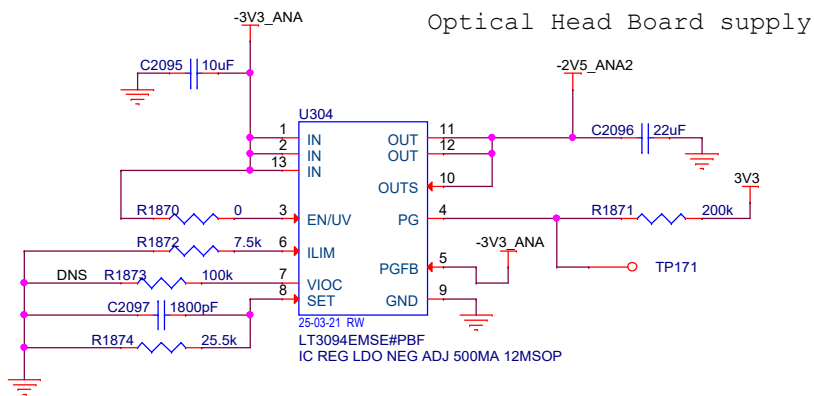 -3V3_ANA
Optical Head Board supply
C2095 10uF
-2V5_ANA2
U304
1 IN
2 IN
13 IN
OUT 11
OUT 12
OUTS 10
C2096 22uF
R1870 0
3 EN/UV
PG 4
R1871 200k
3V3
R1872 7.5k
6 ILIM
-3V3_ANA
PGFB 5
TP171
DNS R1873 100k
7 VIOC
8 SET
GND 9
C2097 1800pF
R1874 25.5k
25-03-21 RW
LT3094EMSE#PBF
IC REG LDO NEG ADJ 500MA 12MSOP